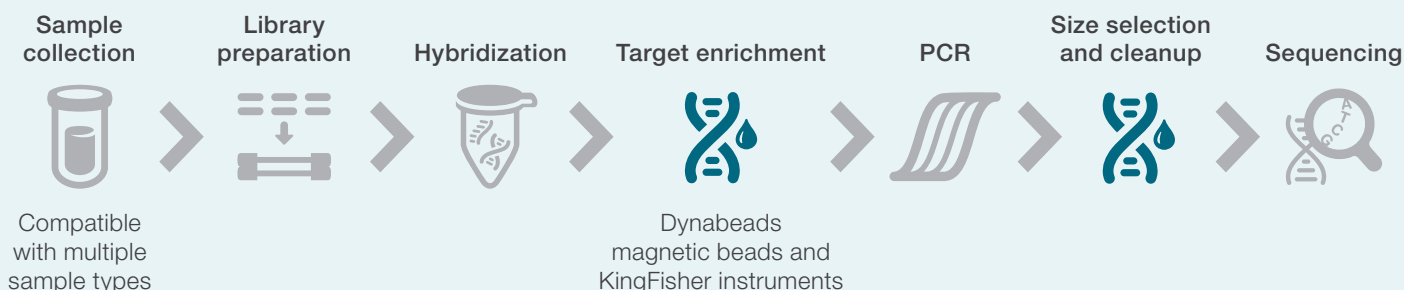 Sample
collection
Library
preparation
Hybridization
Target enrichment
PCR
Size selection
and cleanup
Sequencing
A
T
C
G
Compatible
with multiple
sample types
Dynabeads
magnetic beads and
KingFisher instruments